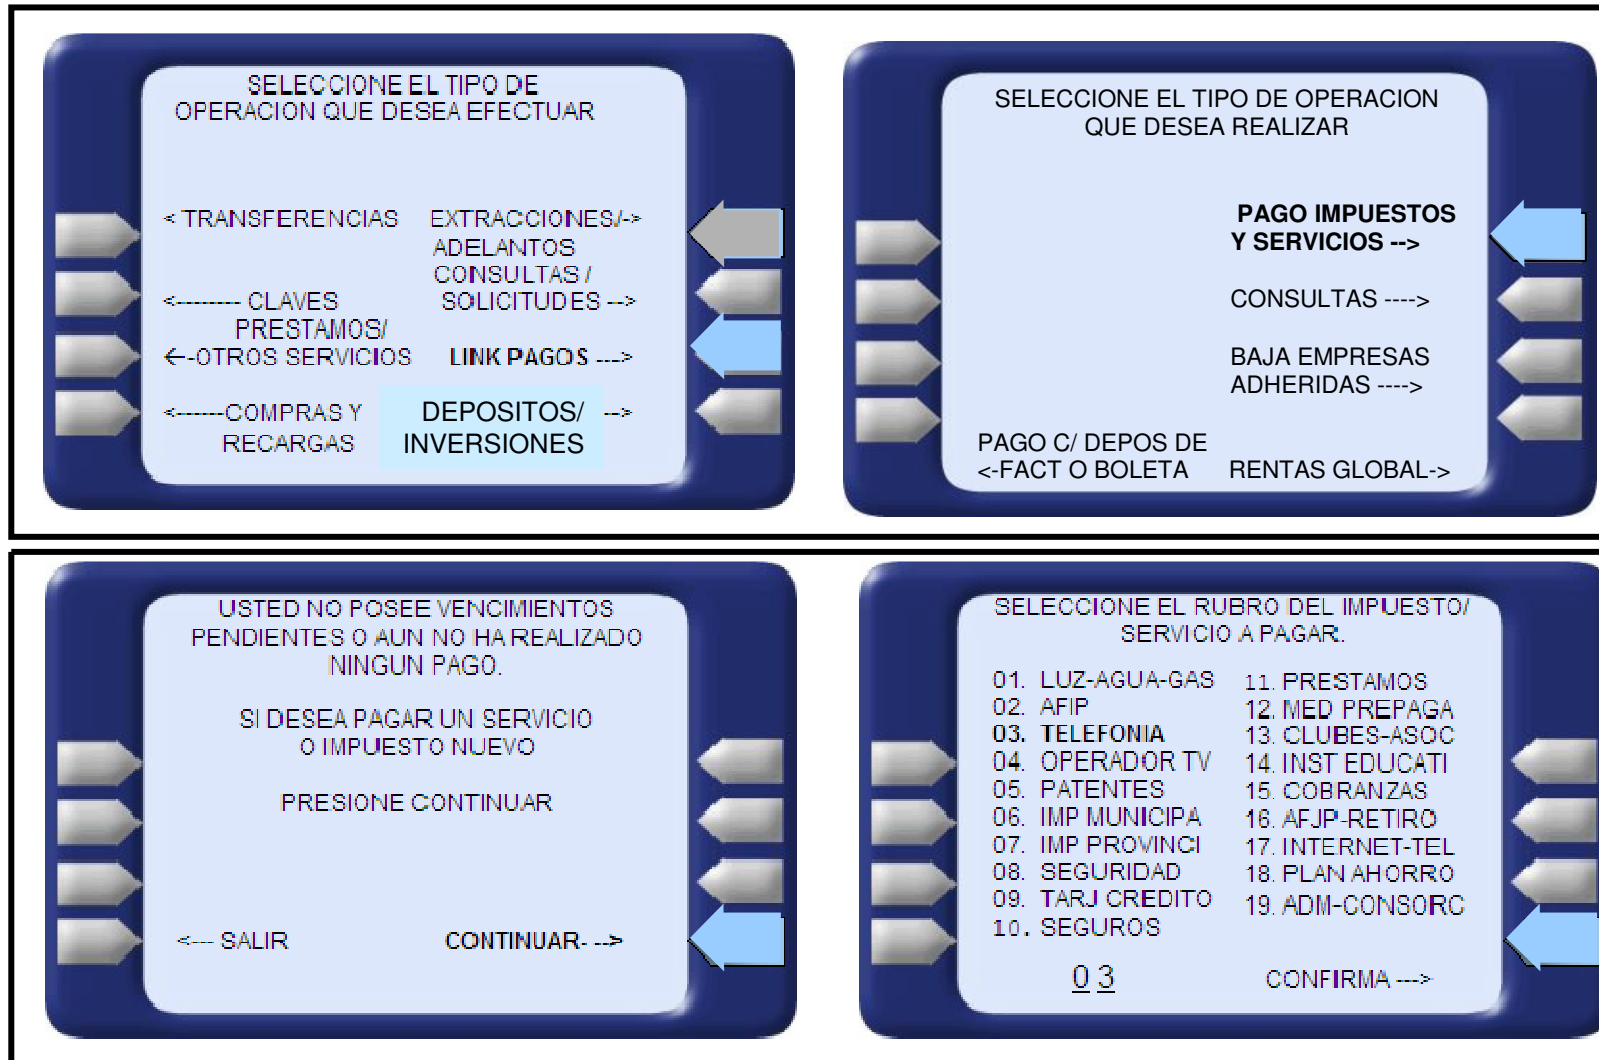 SELECCIONE EL TIPO DE
OPERACION QUE DESEA EFECTUAR
< TRANSFERENCIAS EXTRACCIONES/->
ADELANTOS
CONSULTAS /
<-------- CLAVES SOLICITUDES -->
PRESTAMOS/
<-OTROS SERVICIOS LINK PAGOS --->
<------COMPRAS Y DEPOSITOS/ -->
RECARGAS INVERSIONES
SELECCIONE EL TIPO DE OPERACION
QUE DESEA REALIZAR
PAGO IMPUESTOS
Y SERVICIOS -->
CONSULTAS ---->
BAJA EMPRESAS
ADHERIDAS ---->
PAGO C/ DEPOS DE
<-FACT O BOLETA RENTAS GLOBAL->
USTED NO POSEE VENCIMIENTOS
PENDIENTES O AUN NO HA REALIZADO
NINGUN PAGO.
SI DESEA PAGAR UN SERVICIO
O IMPUESTO NUEVO
PRESIONE CONTINUAR
<--- SALIR CONTINUAR- -->
SELECCIONE EL RUBRO DEL IMPUESTO/
SERVICIO A PAGAR.
01. LUZ-AGUA-GAS 11. PRESTAMOS
02. AFIP 12. MED PREPAGA
03. TELEFONIA 13. CLUBES-ASOC
04. OPERADOR TV 14. INST EDUCATI
05. PATENTES 15. COBRANZAS
06. IMP MUNICIPA 16. AFJP-RETIRO
07. IMP PROVINCI 17. INTERNET-TEL
08. SEGURIDAD 18. PLAN AHORRO
09. TARJ CREDITO 19. ADM-CONSORC
10. SEGUROS
0 3 CONFIRMA --->